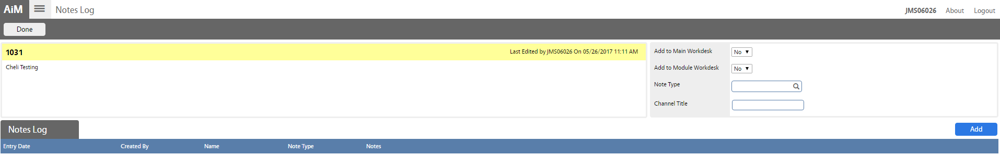 AiM Notes Log JMS06026 About Logout
Done
1031 Last Edited by JMS06026 On 05/26/2017 11:11 AM
Cheli Testing
Add to Main Workdesk No
Add to Module Workdesk No
Note Type
Channel Title
Notes Log Add
Entry Date Created By Name Note Type Notes